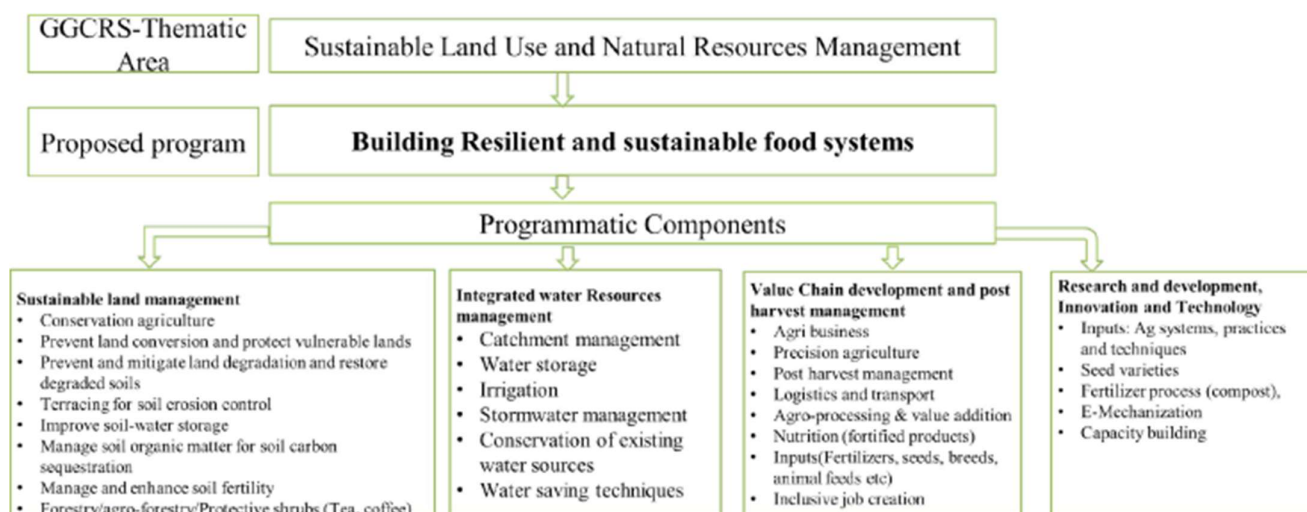 GGCRS-Thematic
Area
Sustainable Land Use and Natural Resources Management
Proposed program
Building Resilient and sustainable food systems
Programmatic Components
Sustainable land management
• Conservation agriculture
• Prevent land conversion and protect vulnerable lands
• Prevent and mitigate land degradation and restore
degraded soils
• Terracing for soil erosion control
• Improve soil-water storage
• Manage soil organic matter for soil carbon
sequestration
• Manage and enhance soil fertility
• Forestry/agro-forestry/Protective shrubs (Tea, coffee)
Integrated water Resources
management
• Catchment management
• Water storage
• Irrigation
• Stormwater management
• Conservation of existing
water sources
• Water saving techniques
Value Chain development and post
harvest management
• Agri business
• Precision agriculture
• Post harvest management
• Logistics and transport
• Agro-processing & value addition
• Nutrition (fortified products)
• Inputs(Fertilizers, seeds, breeds,
animal feeds etc)
• Inclusive job creation
Research and development,
Innovation and Technology
• Inputs: Ag systems, practices
and techniques
• Seed varieties
• Fertilizer process (compost),
• E-Mechanization
• Capacity building